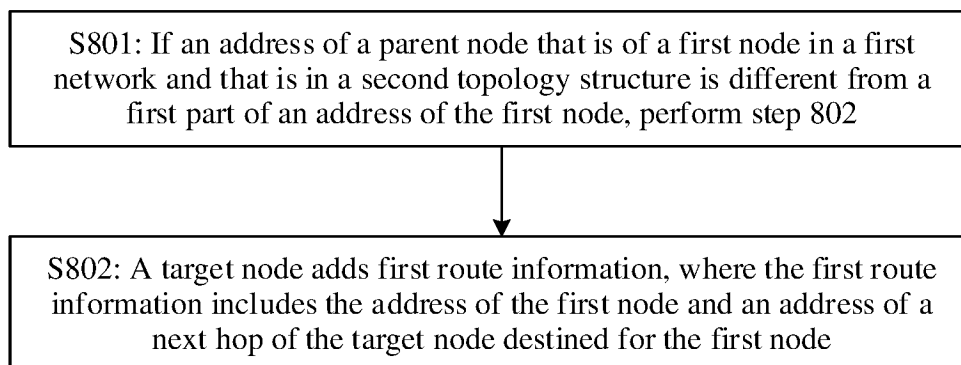 S801: If an address of a parent node that is of a first node in a first
network and that is in a second topology structure is different from a
first part of an address of the first node, perform step 802
S802: A target node adds first route information, where the first route
information includes the address of the first node and an address of a
next hop of the target node destined for the first node